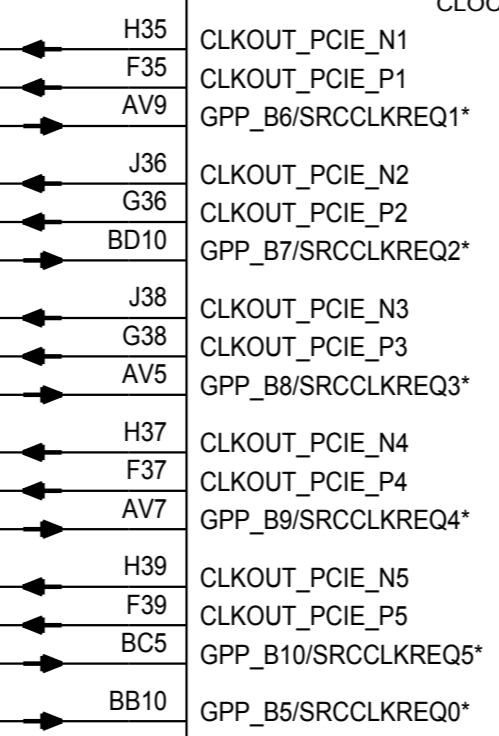 H35 CLKOUT_PCIE_N1
F35 CLKOUT_PCIE_P1
AV9 GPP_B6/SRCCLKREQ1*
J36 CLKOUT_PCIE_N2
G36 CLKOUT_PCIE_P2
BD10 GPP_B7/SRCCLKREQ2*
J38 CLKOUT_PCIE_N3
G38 CLKOUT_PCIE_P3
AV5 GPP_B8/SRCCLKREQ3*
H37 CLKOUT_PCIE_N4
F37 CLKOUT_PCIE_P4
AV7 GPP_B9/SRCCLKREQ4*
H39 CLKOUT_PCIE_N5
F39 CLKOUT_PCIE_P5
BC5 GPP_B10/SRCCLKREQ5*
BB10 GPP_B5/SRCCLKREQ0*